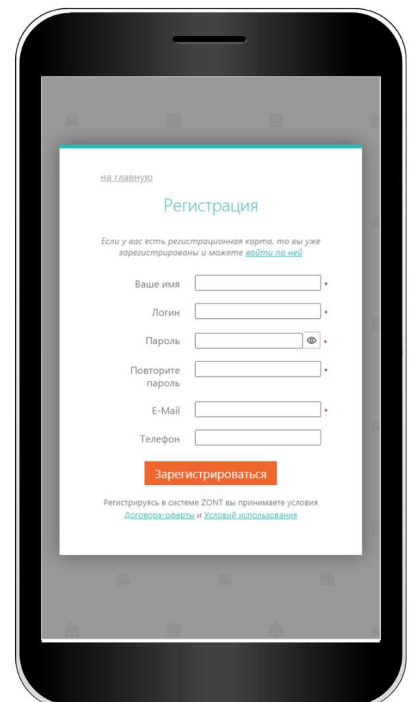 на главную
Регистрация
Если у вас есть регистрационная карта, то вы уже
зарегистрированы и можете войти по ней
Ваше имя
Логин
Пароль
Повторите
пароль
E-Mail
Телефон
Зарегистрироваться
Регистрируясь в системе ZONT вы принимаете условия
Договора-оферты и Условий использования